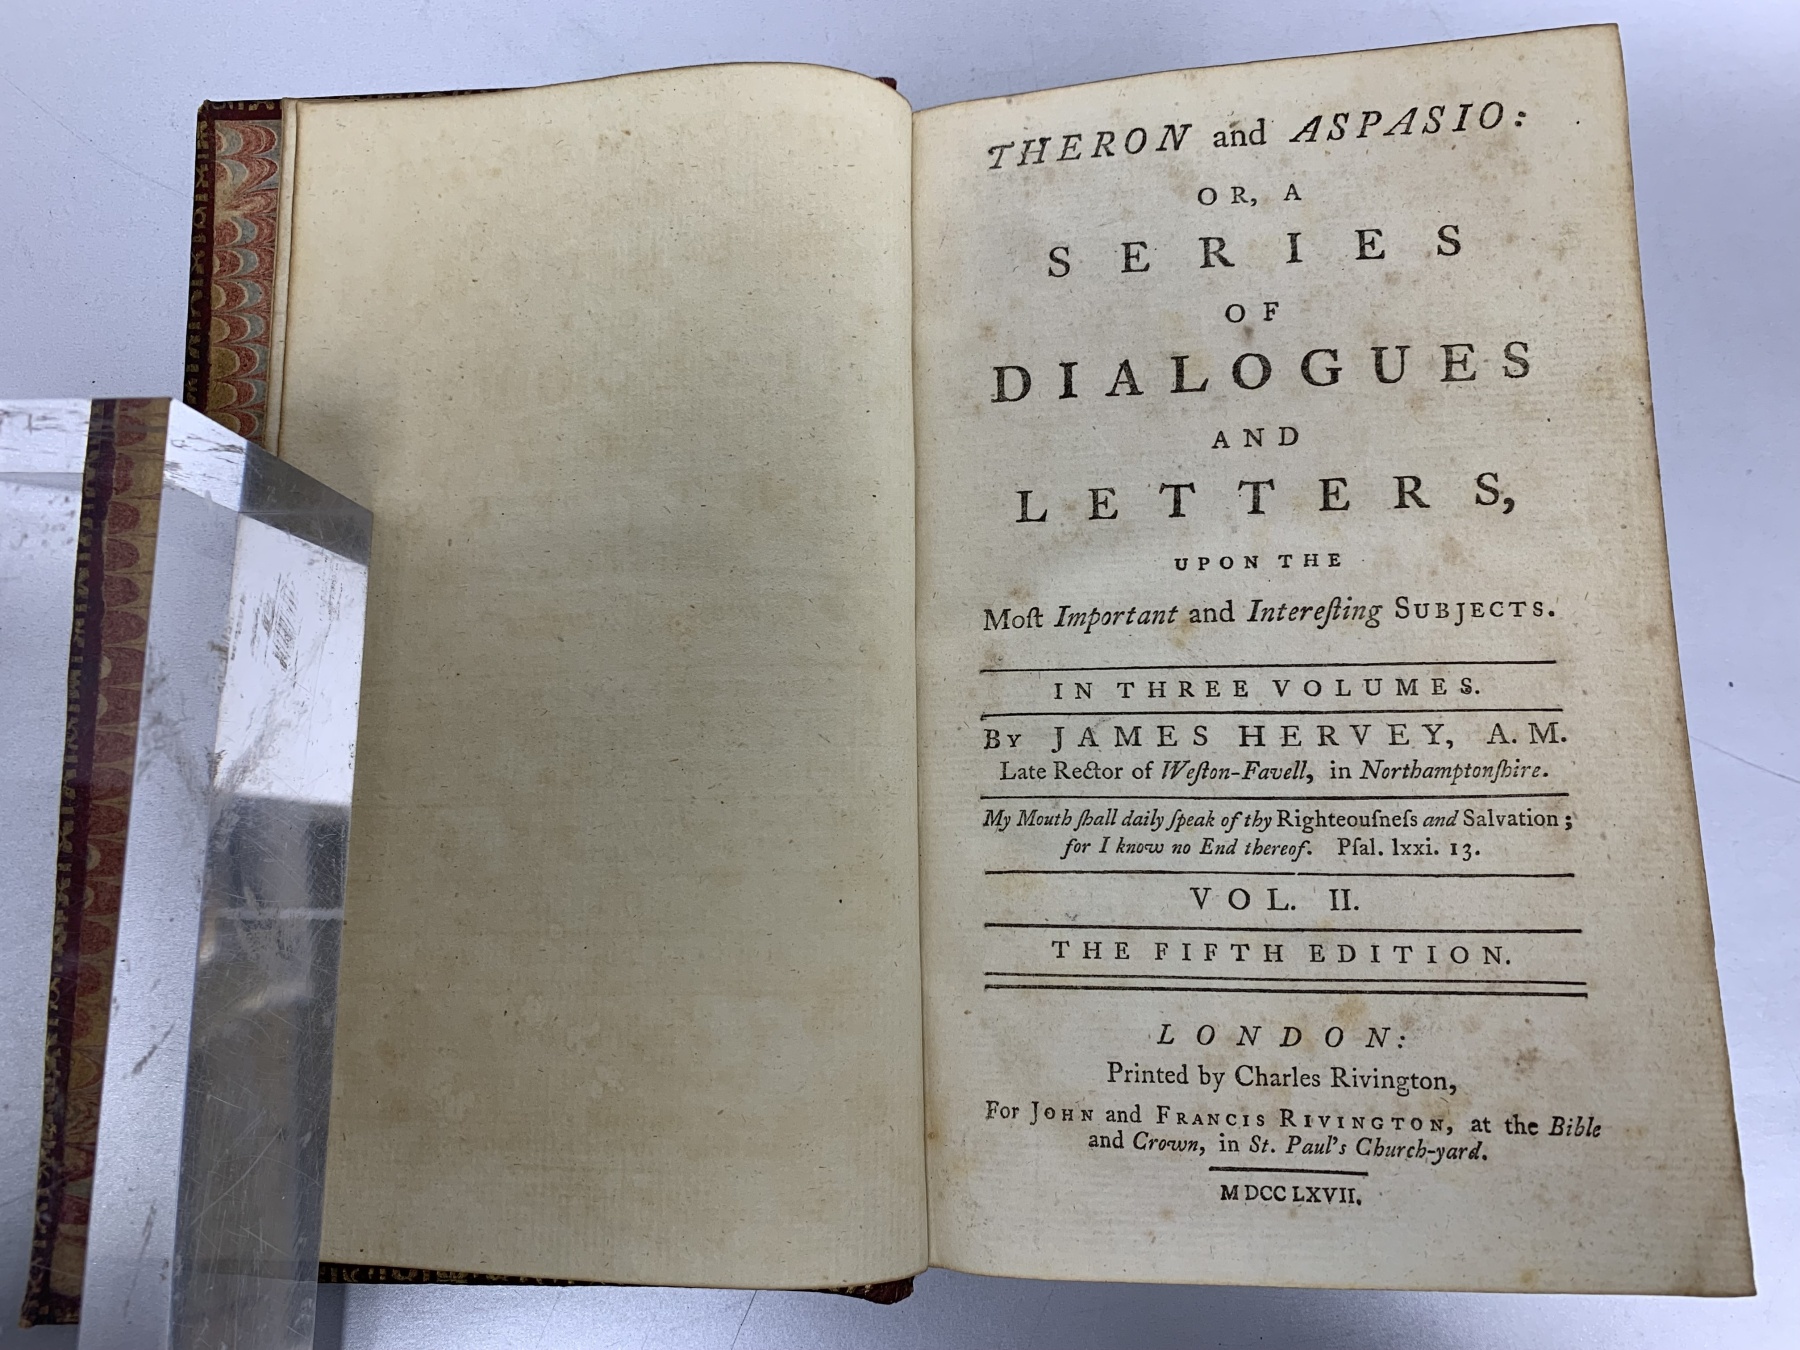 THERON and ASPASIO:
OR, A
SERIES
OF
DIALOGUES
AND
LETTERS,
UPON THE
Moſt Important and Intereſting SUBJECTS.
IN THREE VOLUMES.
By JAMES HERVEY, A. M.
Late Rector of Weſton-Favell, in Northamptonſhire.
My Mouth ſhall daily ſpeak of thy Righteouſneſs and Salvation;
for I know no End thereof. Pſal. lxxi. 13.
VOL. II.
THE FIFTH EDITION.
LONDON:
Printed by Charles Rivington,
For JOHN and FRANCIS RIVINGTON, at the Bible
and Crown, in St. Paul's Church-yard.
MDCCLXVII.